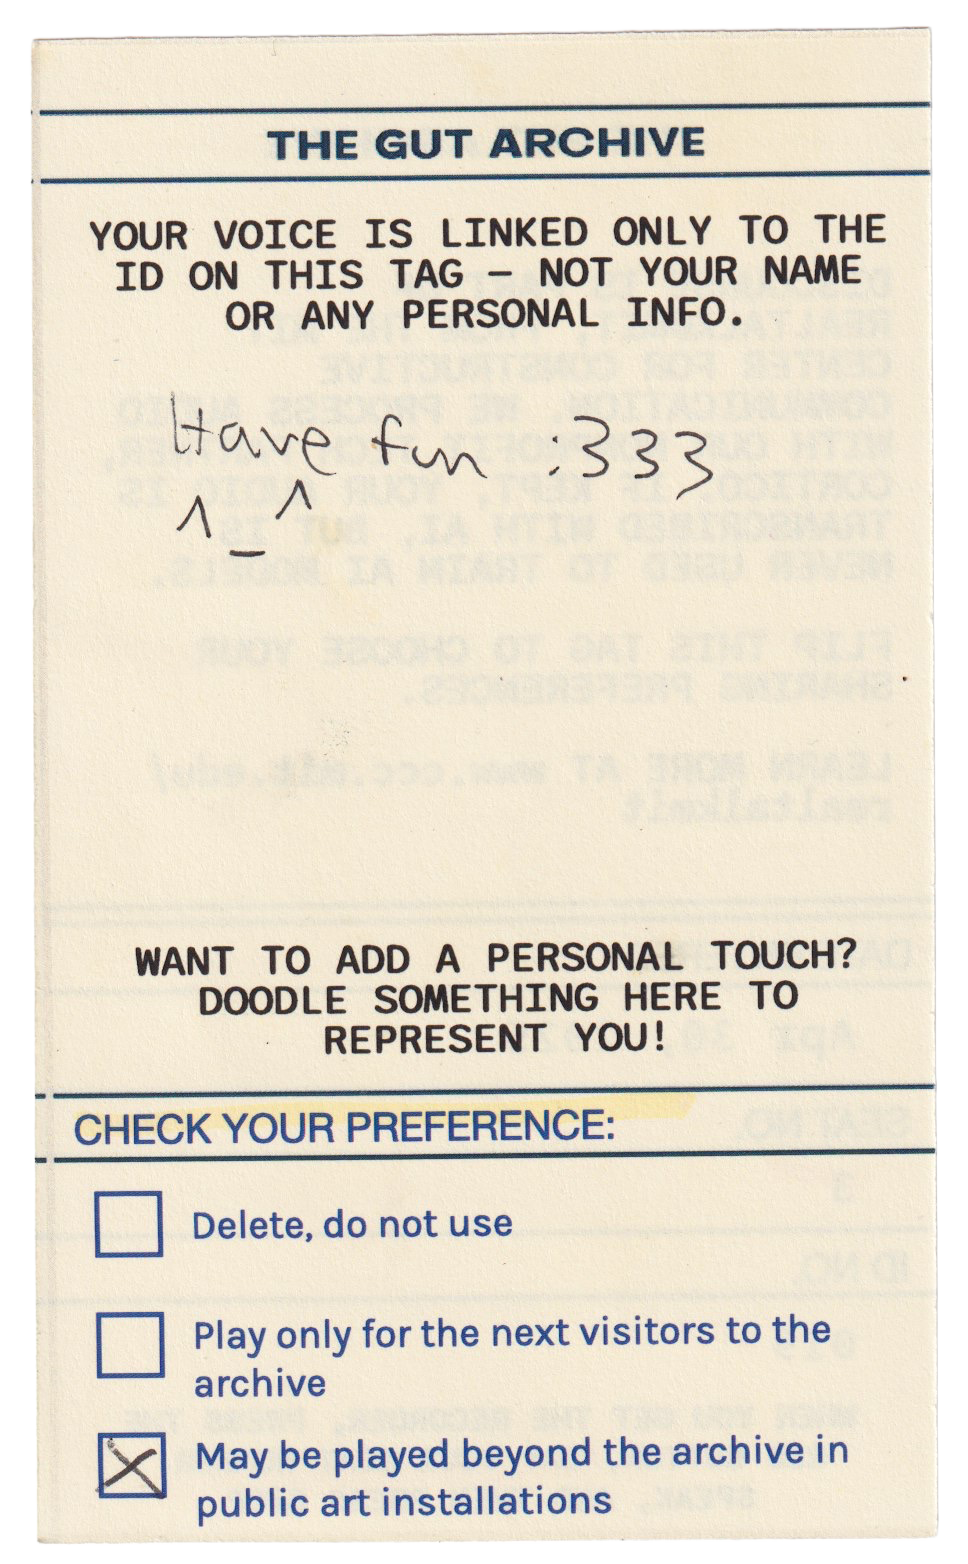 THE GUT ARCHIVE
YOUR VOICE IS LINKED ONLY TO THE
ID ON THIS TAG — NOT YOUR NAME
OR ANY PERSONAL INFO.
Have fun :333
^_^
WANT TO ADD A PERSONAL TOUCH?
DOODLE SOMETHING HERE TO
REPRESENT YOU!
CHECK YOUR PREFERENCE:
Delete, do not use
Play only for the next visitors to the
archive
May be played beyond the archive in
public art installations